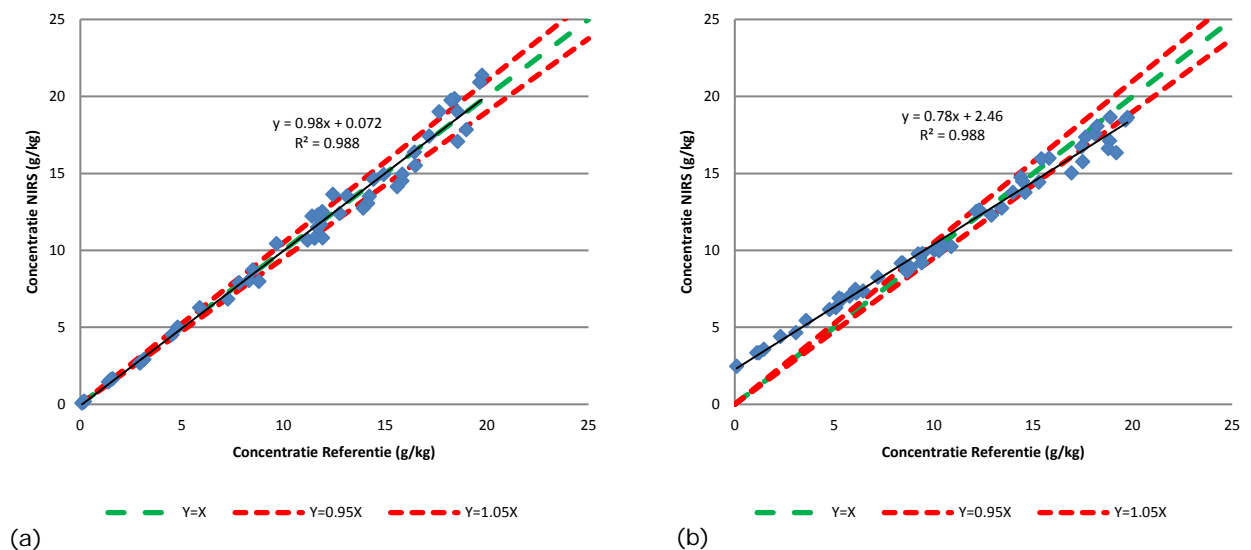 25
20
15
10
5
0
Concentratie NIRS (g/kg)
y = 0.98x + 0.072
R² = 0.988
0 5 10 15 20 25
Concentratie Referentie (g/kg)
Y=X Y=0.95X Y=1.05X
(a)
25
20
15
10
5
0
Concentratie NIRS (g/kg)
y = 0.78x + 2.46
R² = 0.988
0 5 10 15 20 25
Concentratie Referentie (g/kg)
Y=X Y=0.95X Y=1.05X
(b)